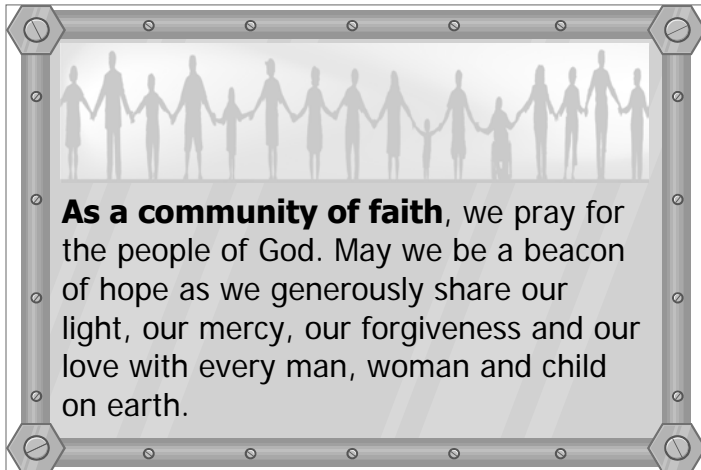 As a community of faith, we pray for
the people of God. May we be a beacon
of hope as we generously share our
light, our mercy, our forgiveness and our
love with every man, woman and child
on earth.